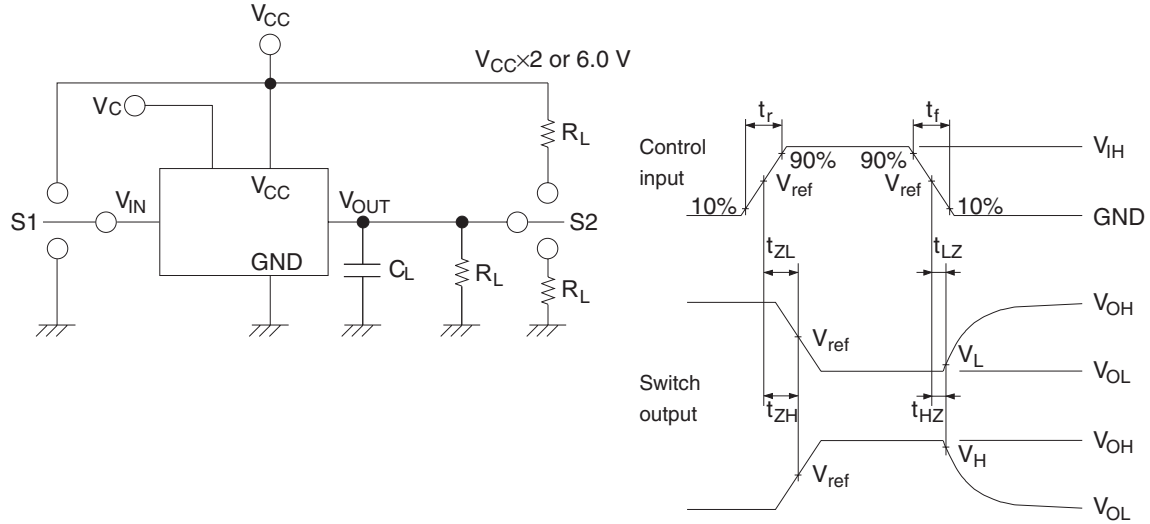 VCC
VCC×2 or 6.0 V
VC
RL
VCC
S1
VIN
VOUT
S2
GND
CL
RL
RL
tr
tf
Control
input
90%
90%
VIH
Vref
Vref
10%
10%
GND
tZL
tLZ
VOH
Vref
VL
VOL
Switch
output
tZH
tHZ
VOH
VH
Vref
VOL